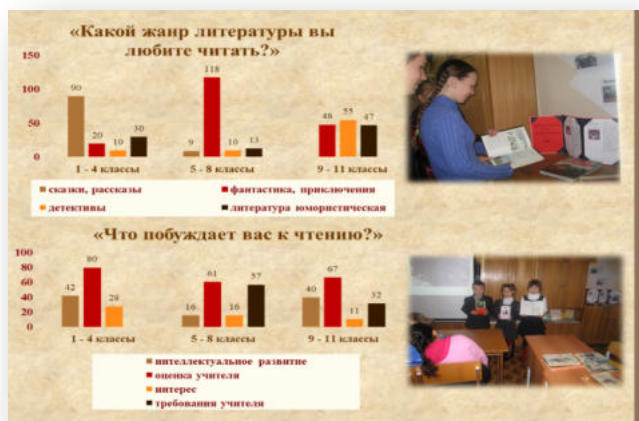 «Какой жанр литературы вы
любите читать?»
150
100
50
0
90
20
10
30
9
118
10
13
48
55
47
1 - 4 классы
5 - 8 классы
9 - 11 классы
сказки, рассказы
фантастика, приключения
детективы
литература юмористическая
«Что побуждает вас к чтению?»
100
80
60
40
20
0
42
80
28
16
61
16
57
40
67
11
32
1 - 4 классы
5 - 8 классы
9 - 11 классы
интеллектуальное развитие
оценка учителя
интерес
требования учителя